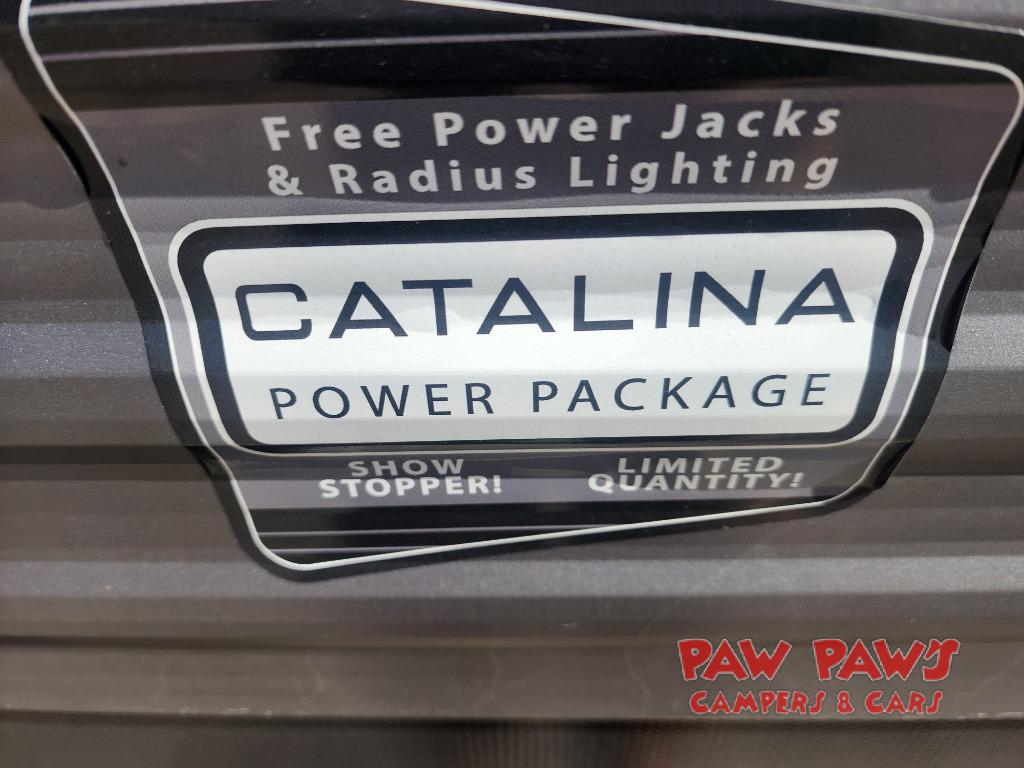 Free Power Jacks
& Radius Lighting
CATALINA
POWER PACKAGE
SHOW
STOPPER!
LIMITED
QUANTITY!
PAW PAW'S
CAMPERS & CARS